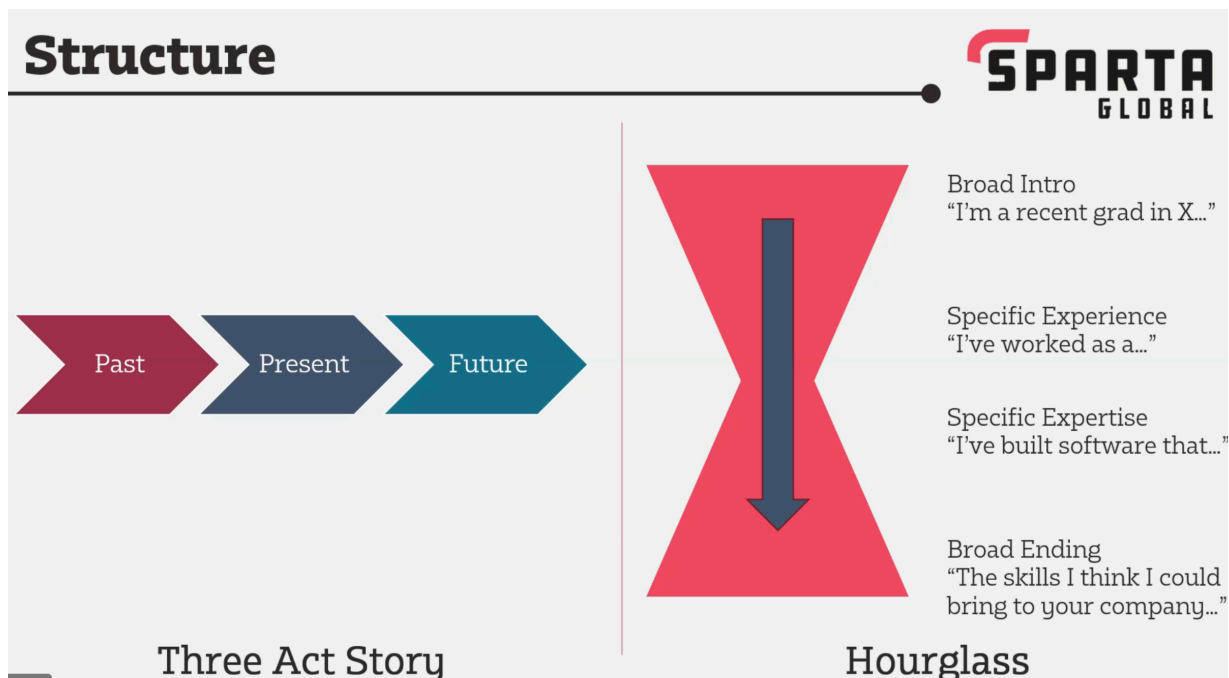 Structure
SPARTA
GLOBAL
Past
Present
Future
Three Act Story
Broad Intro
“I’m a recent grad in X...”
Specific Experience
“I’ve worked as a...”
Specific Expertise
“I’ve built software that...”
Broad Ending
“The skills I think I could
bring to your company...”
Hourglass